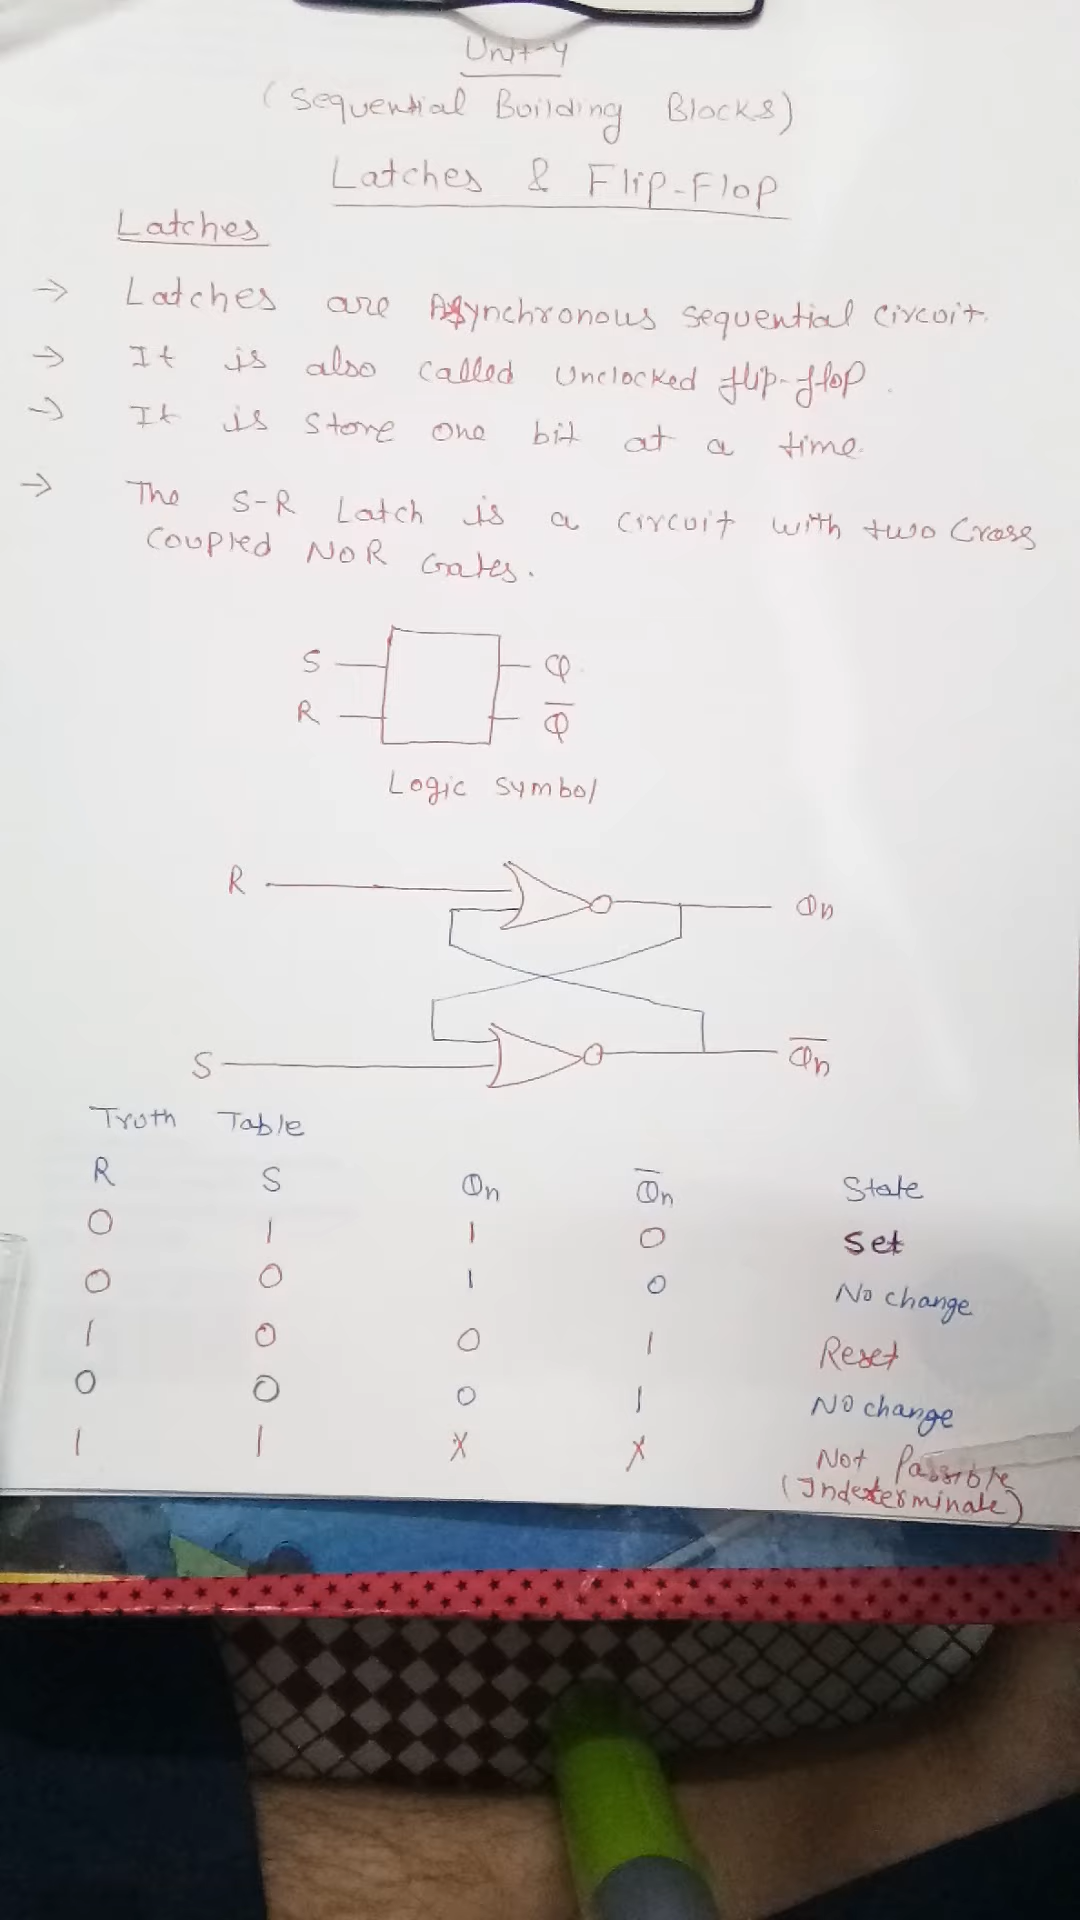 Unit-4
(Sequential Building Blocks)
Latches & Flip-Flop
Latches
→ Latches are Asynchronous sequential circuit.
→ It is also called Unclocked flip-flop.
→ It is store one bit at a time.
→ The S-R Latch is a circuit with two Cross
Coupled NOR Gates.
S Q
R Q̅
Logic symbol
R Qn
S Q̅n
Truth Table
R S Qn Q̅n State
0 1 1 0 Set
0 0 1 0 No change
1 0 0 1 Reset
0 0 0 1 No change
1 1 X X Not Possible
(Indeterminate)